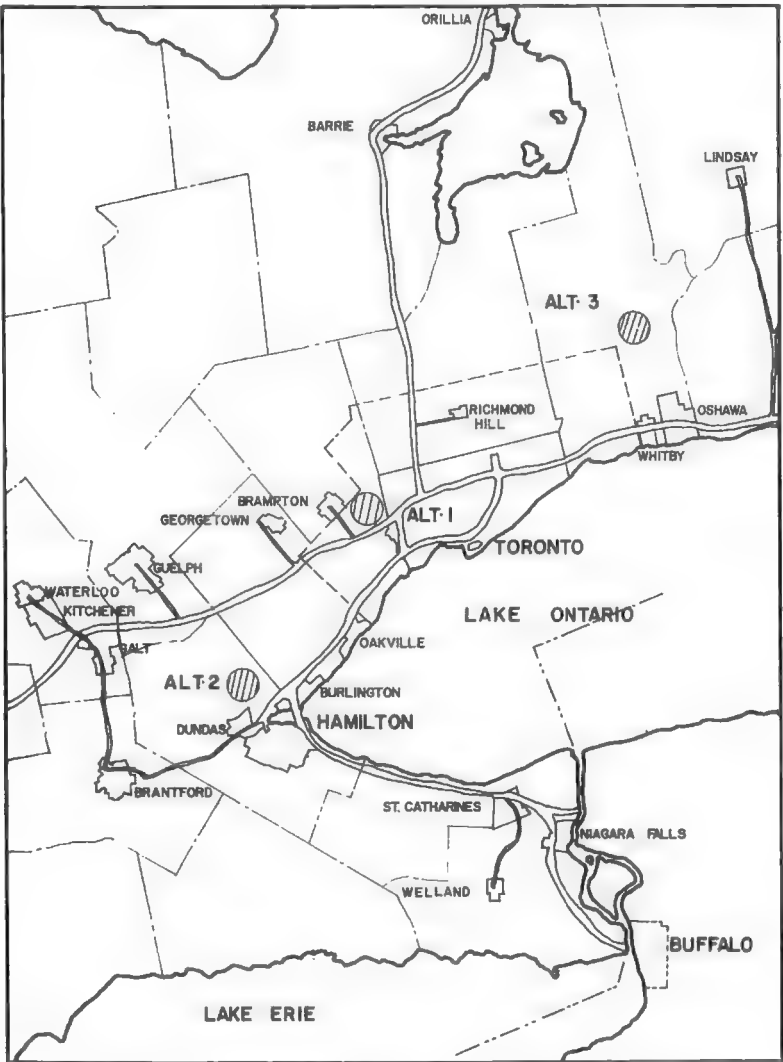 ORILLIA
BARRIE
LINDSAY
ALT· 3
RICHMOND
HILL
OSHAWA
WHITBY
BRAMPTON
ALT·1
GEORGETOWN
TORONTO
GUELPH
WATERLOO
KITCHENER
LAKE ONTARIO
GALT
OAKVILLE
ALT·2
BURLINGTON
DUNDAS
HAMILTON
BRANTFORD
ST. CATHARINES
NIAGARA FALLS
WELLAND
BUFFALO
LAKE ERIE